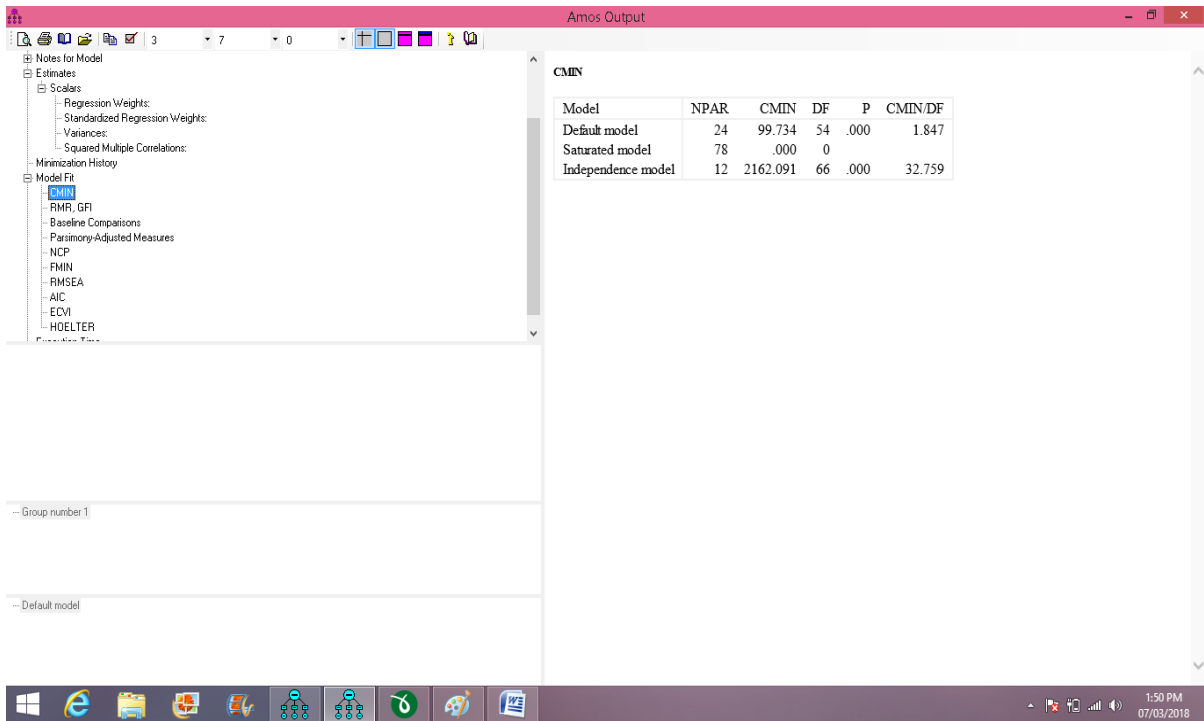 Amos Output
3 7 0
Notes for Model
Estimates
Scalars
Regression Weights:
Standardized Regression Weights:
Variances:
Squared Multiple Correlations:
Minimization History
Model Fit
CMIN
RMR, GFI
Baseline Comparisons
Parsimony-Adjusted Measures
NCP
FMIN
RMSEA
AIC
ECVI
HOELTER
Execution Time
Group number 1
Default model
CMIN
Model NPAR CMIN DF P CMIN/DF
Default model 24 99.734 54 .000 1.847
Saturated model 78 .000 0
Independence model 12 2162.091 66 .000 32.759
1:50 PM
07/03/2018